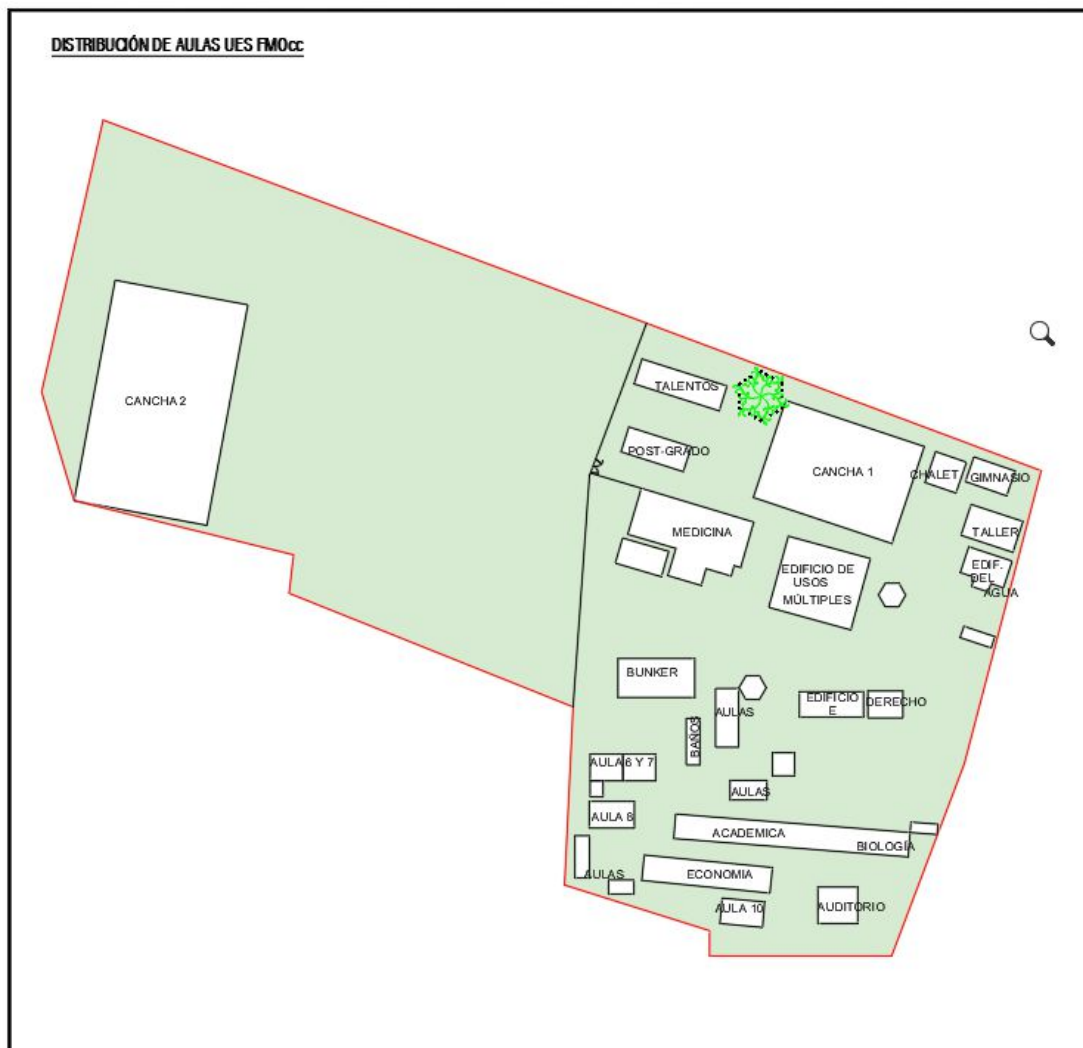 DISTRIBUCIÓN DE AULAS UES FMOcc
TALENTOS
CANCHA 2
POST-GRADO
CANCHA 1
CHALET
GIMNASIO
MEDICINA
TALLER
EDIFICIO DE
USOS
MÚLTIPLES
EDIF.
DEL
AGUA
BUNKER
AULAS
EDIFICIO
E
DERECHO
BAÑOS
AULA 6 Y 7
AULAS
AULA 8
ACADEMICA
BIOLOGÍA
AULAS
ECONOMIA
AULA 10
AUDITORIO